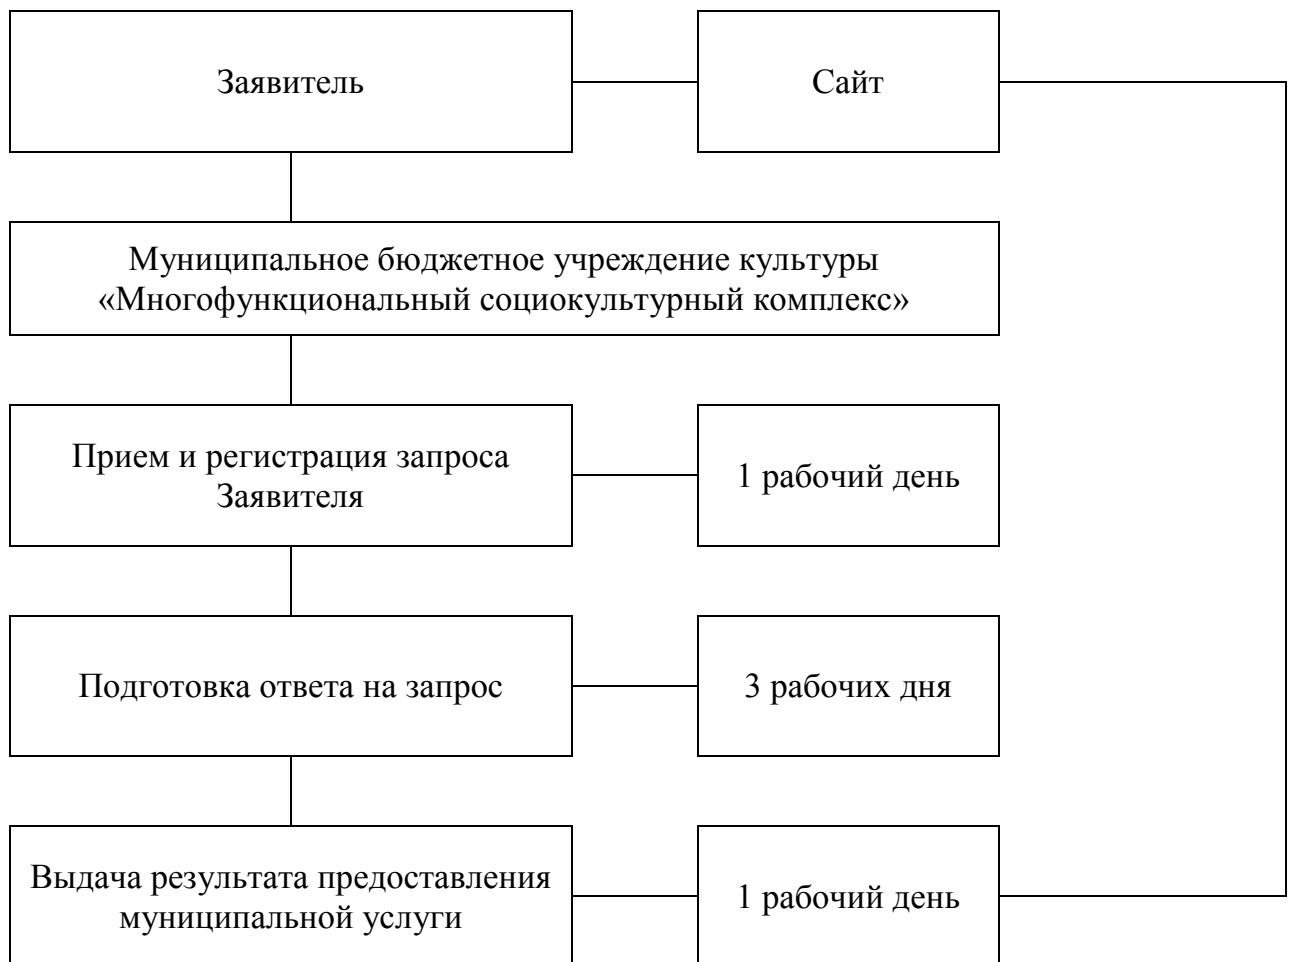 Заявитель
Сайт
Муниципальное бюджетное учреждение культуры
«Многофункциональный социокультурный комплекс»
Прием и регистрация запроса
Заявителя
1 рабочий день
Подготовка ответа на запрос
3 рабочих дня
Выдача результата предоставления
муниципальной услуги
1 рабочий день